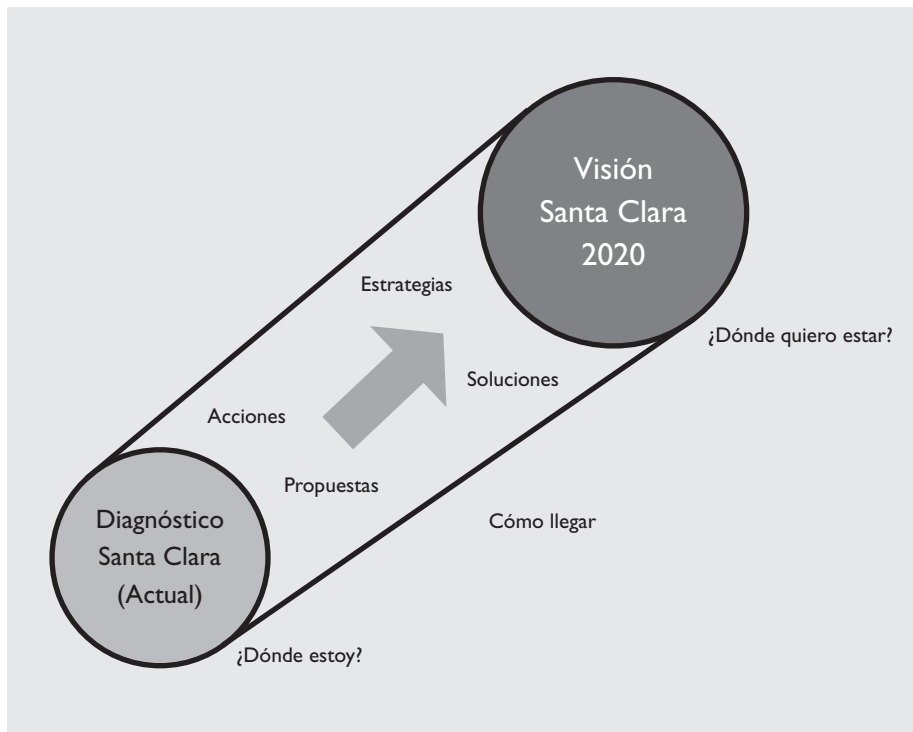 Visión
Santa Clara
2020
Estrategias
¿Dónde quiero estar?
Soluciones
Acciones
Propuestas
Cómo llegar
Diagnóstico
Santa Clara
(Actual)
¿Dónde estoy?